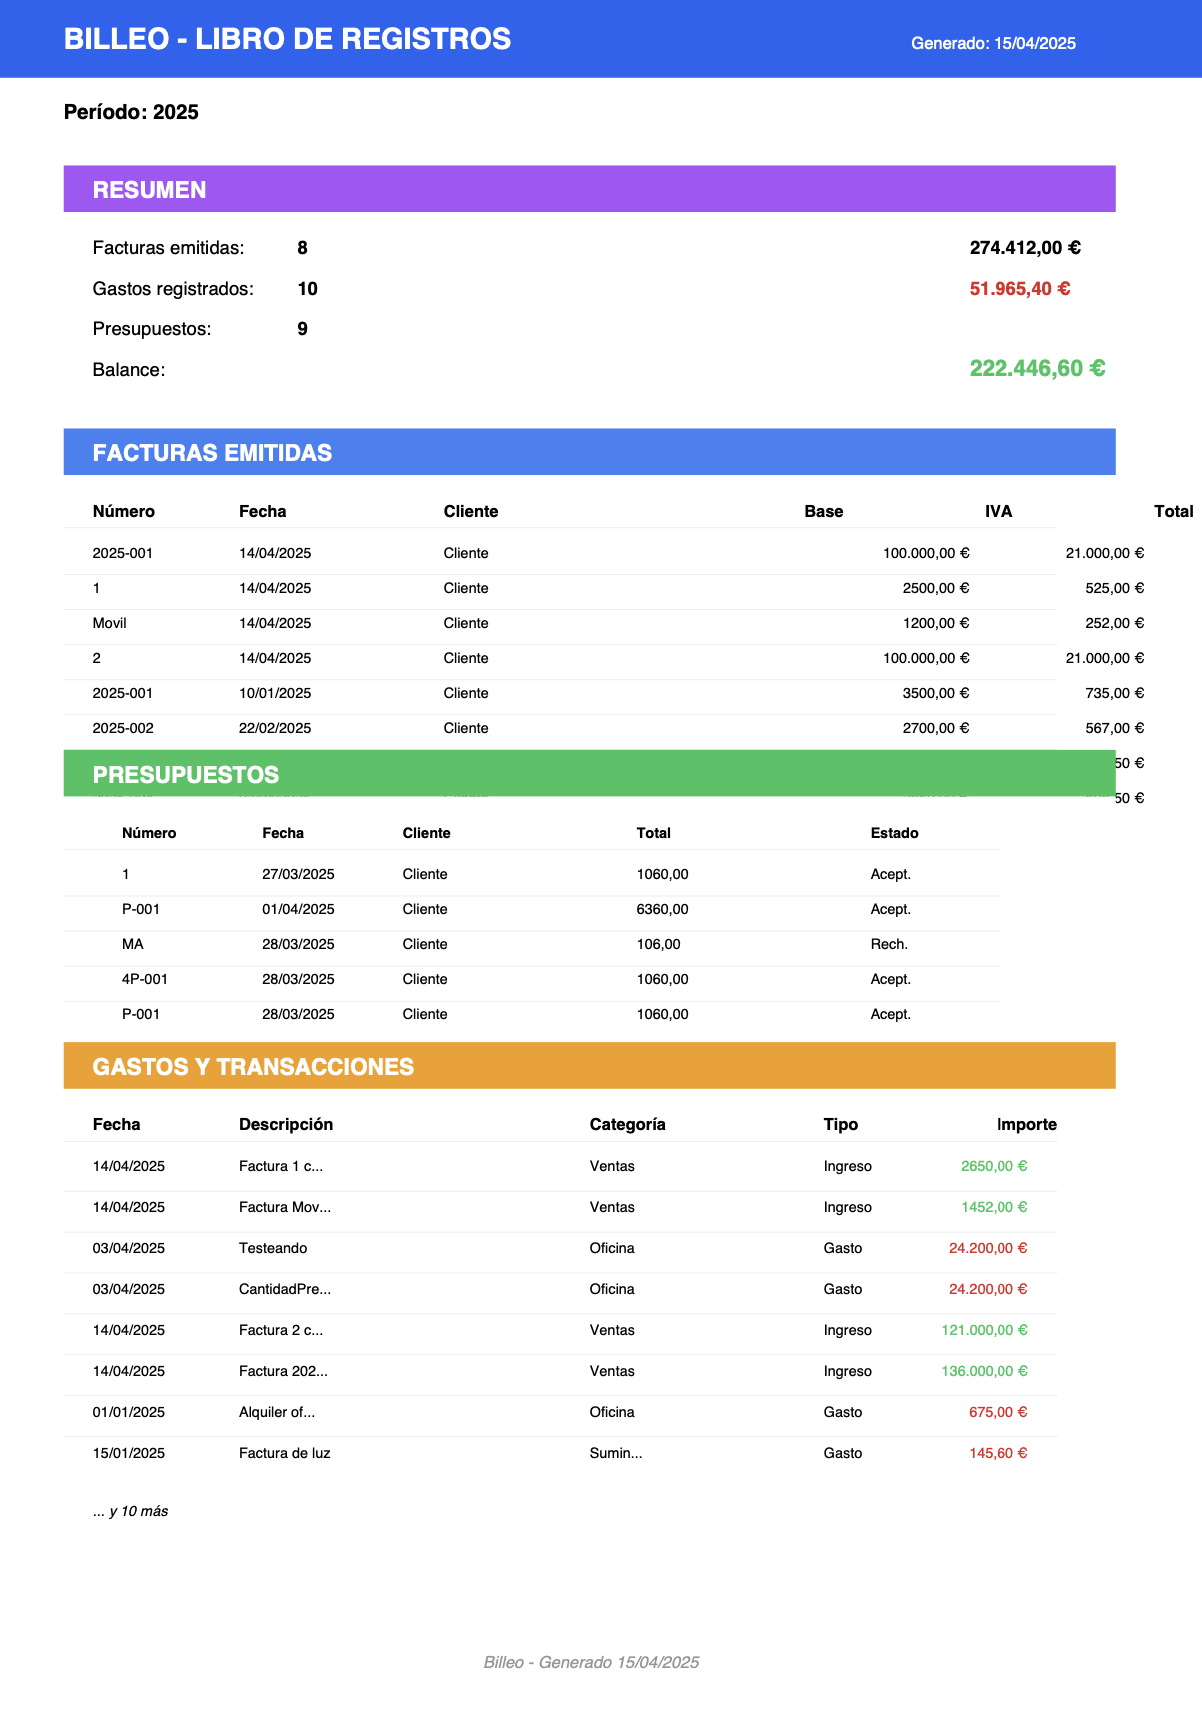 BILLEO - LIBRO DE REGISTROS Generado: 15/04/2025
Período: 2025
RESUMEN
Facturas emitidas: 8 274.412,00 €
Gastos registrados: 10 51.965,40 €
Presupuestos: 9
Balance: 222.446,60 €
FACTURAS EMITIDAS
Número Fecha Cliente Base IVA Total
2025-001 14/04/2025 Cliente 100.000,00 € 21.000,00 €
1 14/04/2025 Cliente 2500,00 € 525,00 €
Movil 14/04/2025 Cliente 1200,00 € 252,00 €
2 14/04/2025 Cliente 100.000,00 € 21.000,00 €
2025-001 10/01/2025 Cliente 3500,00 € 735,00 €
2025-002 22/02/2025 Cliente 2700,00 € 567,00 €
50 €
PRESUPUESTOS
50 €
Número Fecha Cliente Total Estado
1 27/03/2025 Cliente 1060,00 Acept.
P-001 01/04/2025 Cliente 6360,00 Acept.
MA 28/03/2025 Cliente 106,00 Rech.
4P-001 28/03/2025 Cliente 1060,00 Acept.
P-001 28/03/2025 Cliente 1060,00 Acept.
GASTOS Y TRANSACCIONES
Fecha Descripción Categoría Tipo Importe
14/04/2025 Factura 1 c... Ventas Ingreso 2650,00 €
14/04/2025 Factura Mov... Ventas Ingreso 1452,00 €
03/04/2025 Testeando Oficina Gasto 24.200,00 €
03/04/2025 CantidadPre... Oficina Gasto 24.200,00 €
14/04/2025 Factura 2 c... Ventas Ingreso 121.000,00 €
14/04/2025 Factura 202... Ventas Ingreso 136.000,00 €
01/01/2025 Alquiler of... Oficina Gasto 675,00 €
15/01/2025 Factura de luz Sumin... Gasto 145,60 €
... y 10 más
Billeo - Generado 15/04/2025